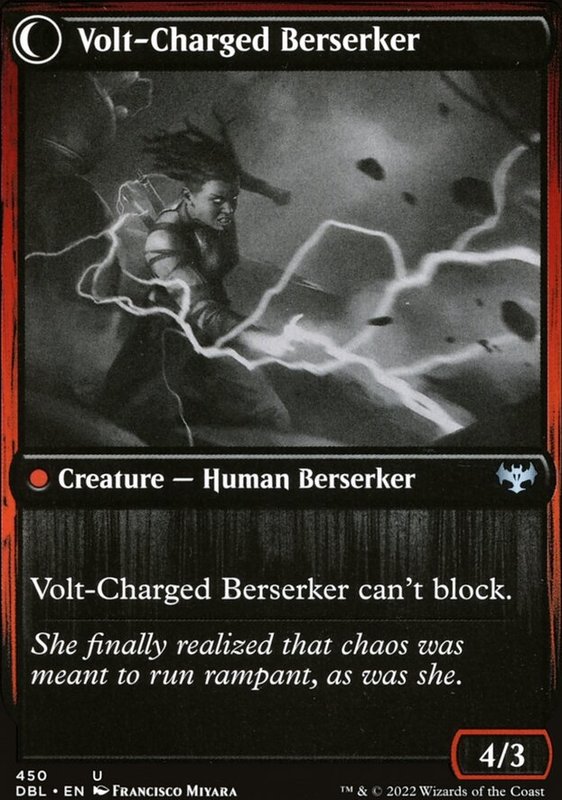 Volt-Charged Berserker
Creature — Human Berserker
Volt-Charged Berserker can't block.
She finally realized that chaos was
meant to run rampant, as was she.
4/3
450 U
DBL • EN Francisco Miyara
™ & © 2022 Wizards of the Coast